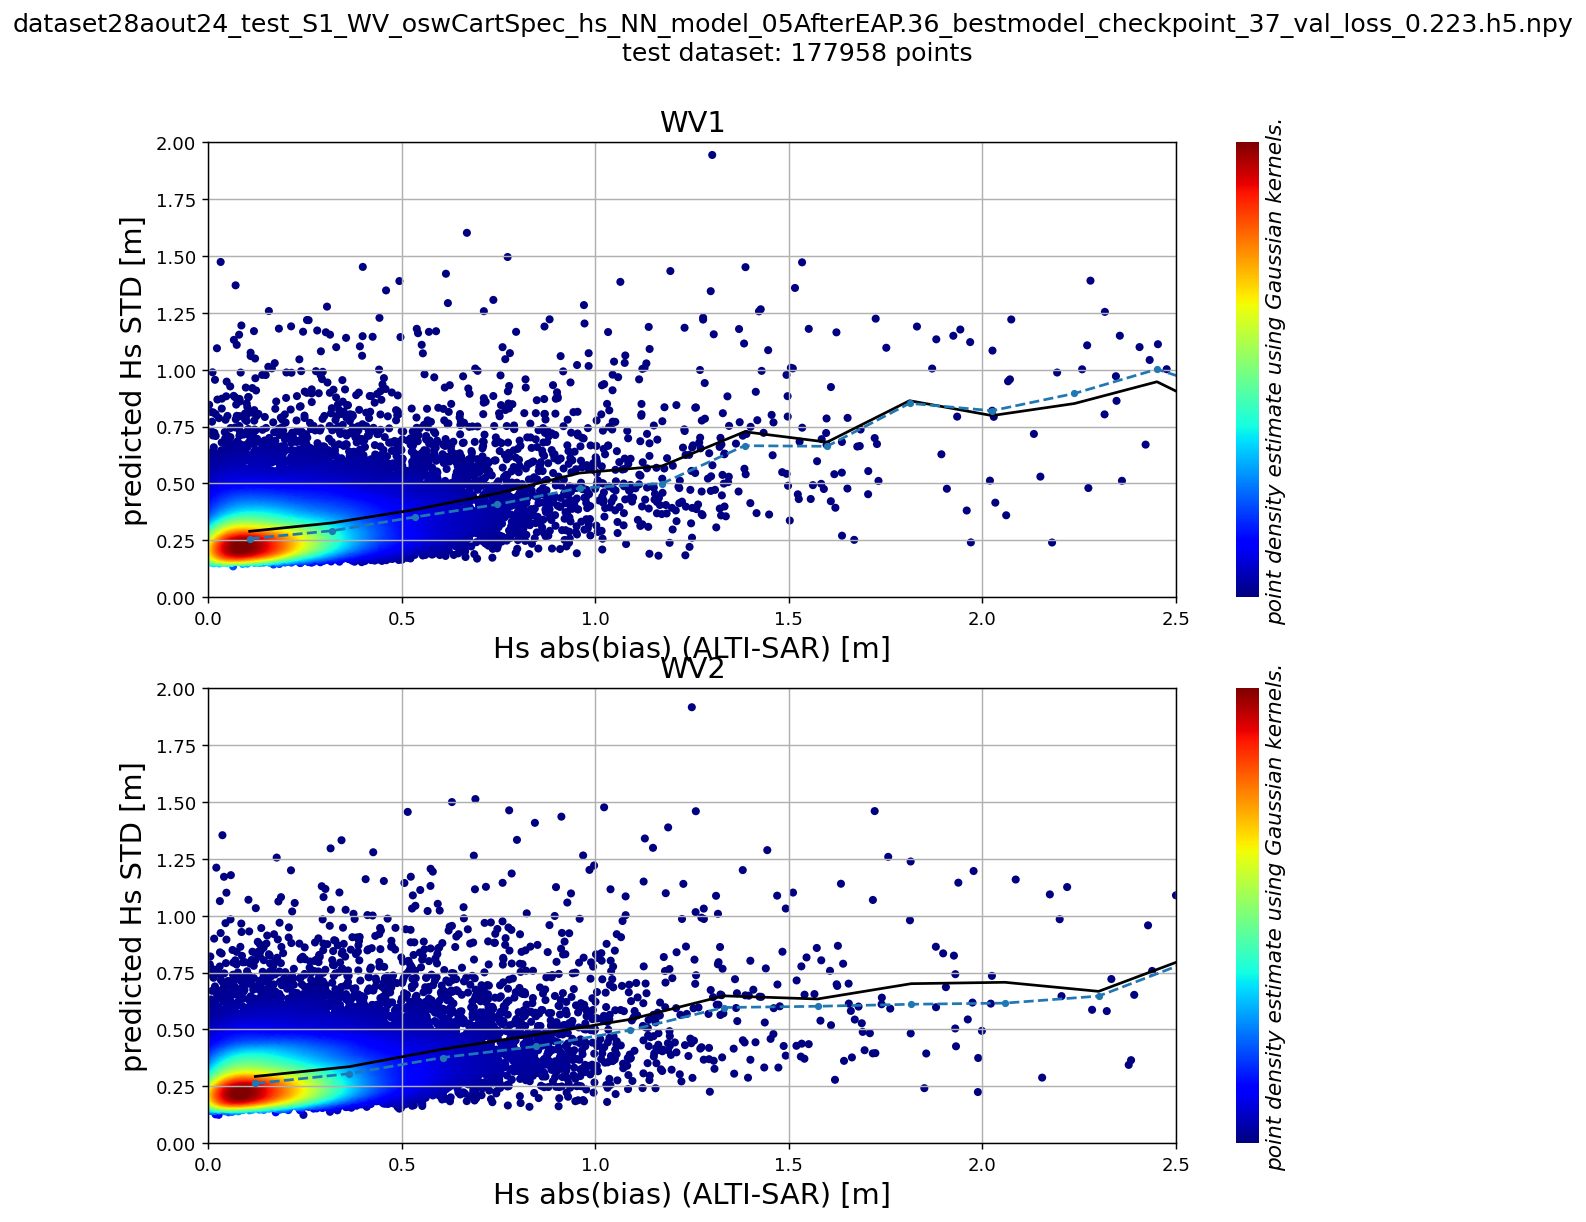 dataset28aout24_test_S1_WV_oswCartSpec_hs_NN_model_05AfterEAP.36_bestmodel_checkpoint_37_val_loss_0.223.h5.npy
test dataset: 177958 points
WV1
predicted Hs STD [m]
2.00
1.75
1.50
1.25
1.00
0.75
0.50
0.25
0.00
0.0 0.5 1.0 1.5 2.0 2.5
Hs abs(bias) (ALTI-SAR) [m]
point density estimate using Gaussian kernels.
WV2
predicted Hs STD [m]
2.00
1.75
1.50
1.25
1.00
0.75
0.50
0.25
0.00
0.0 0.5 1.0 1.5 2.0 2.5
Hs abs(bias) (ALTI-SAR) [m]
point density estimate using Gaussian kernels.